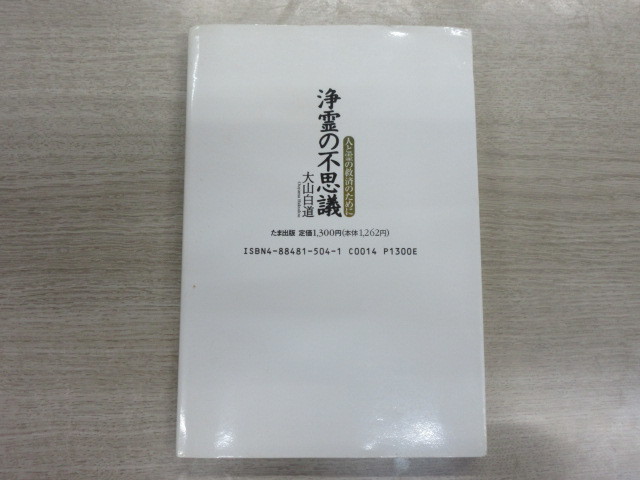 人と霊の救済のために
浄霊の不思議
大山白道
たま出版 定価1,300円(本体1,262円)
ISBN4-88481-504-1 C0014 P1300E